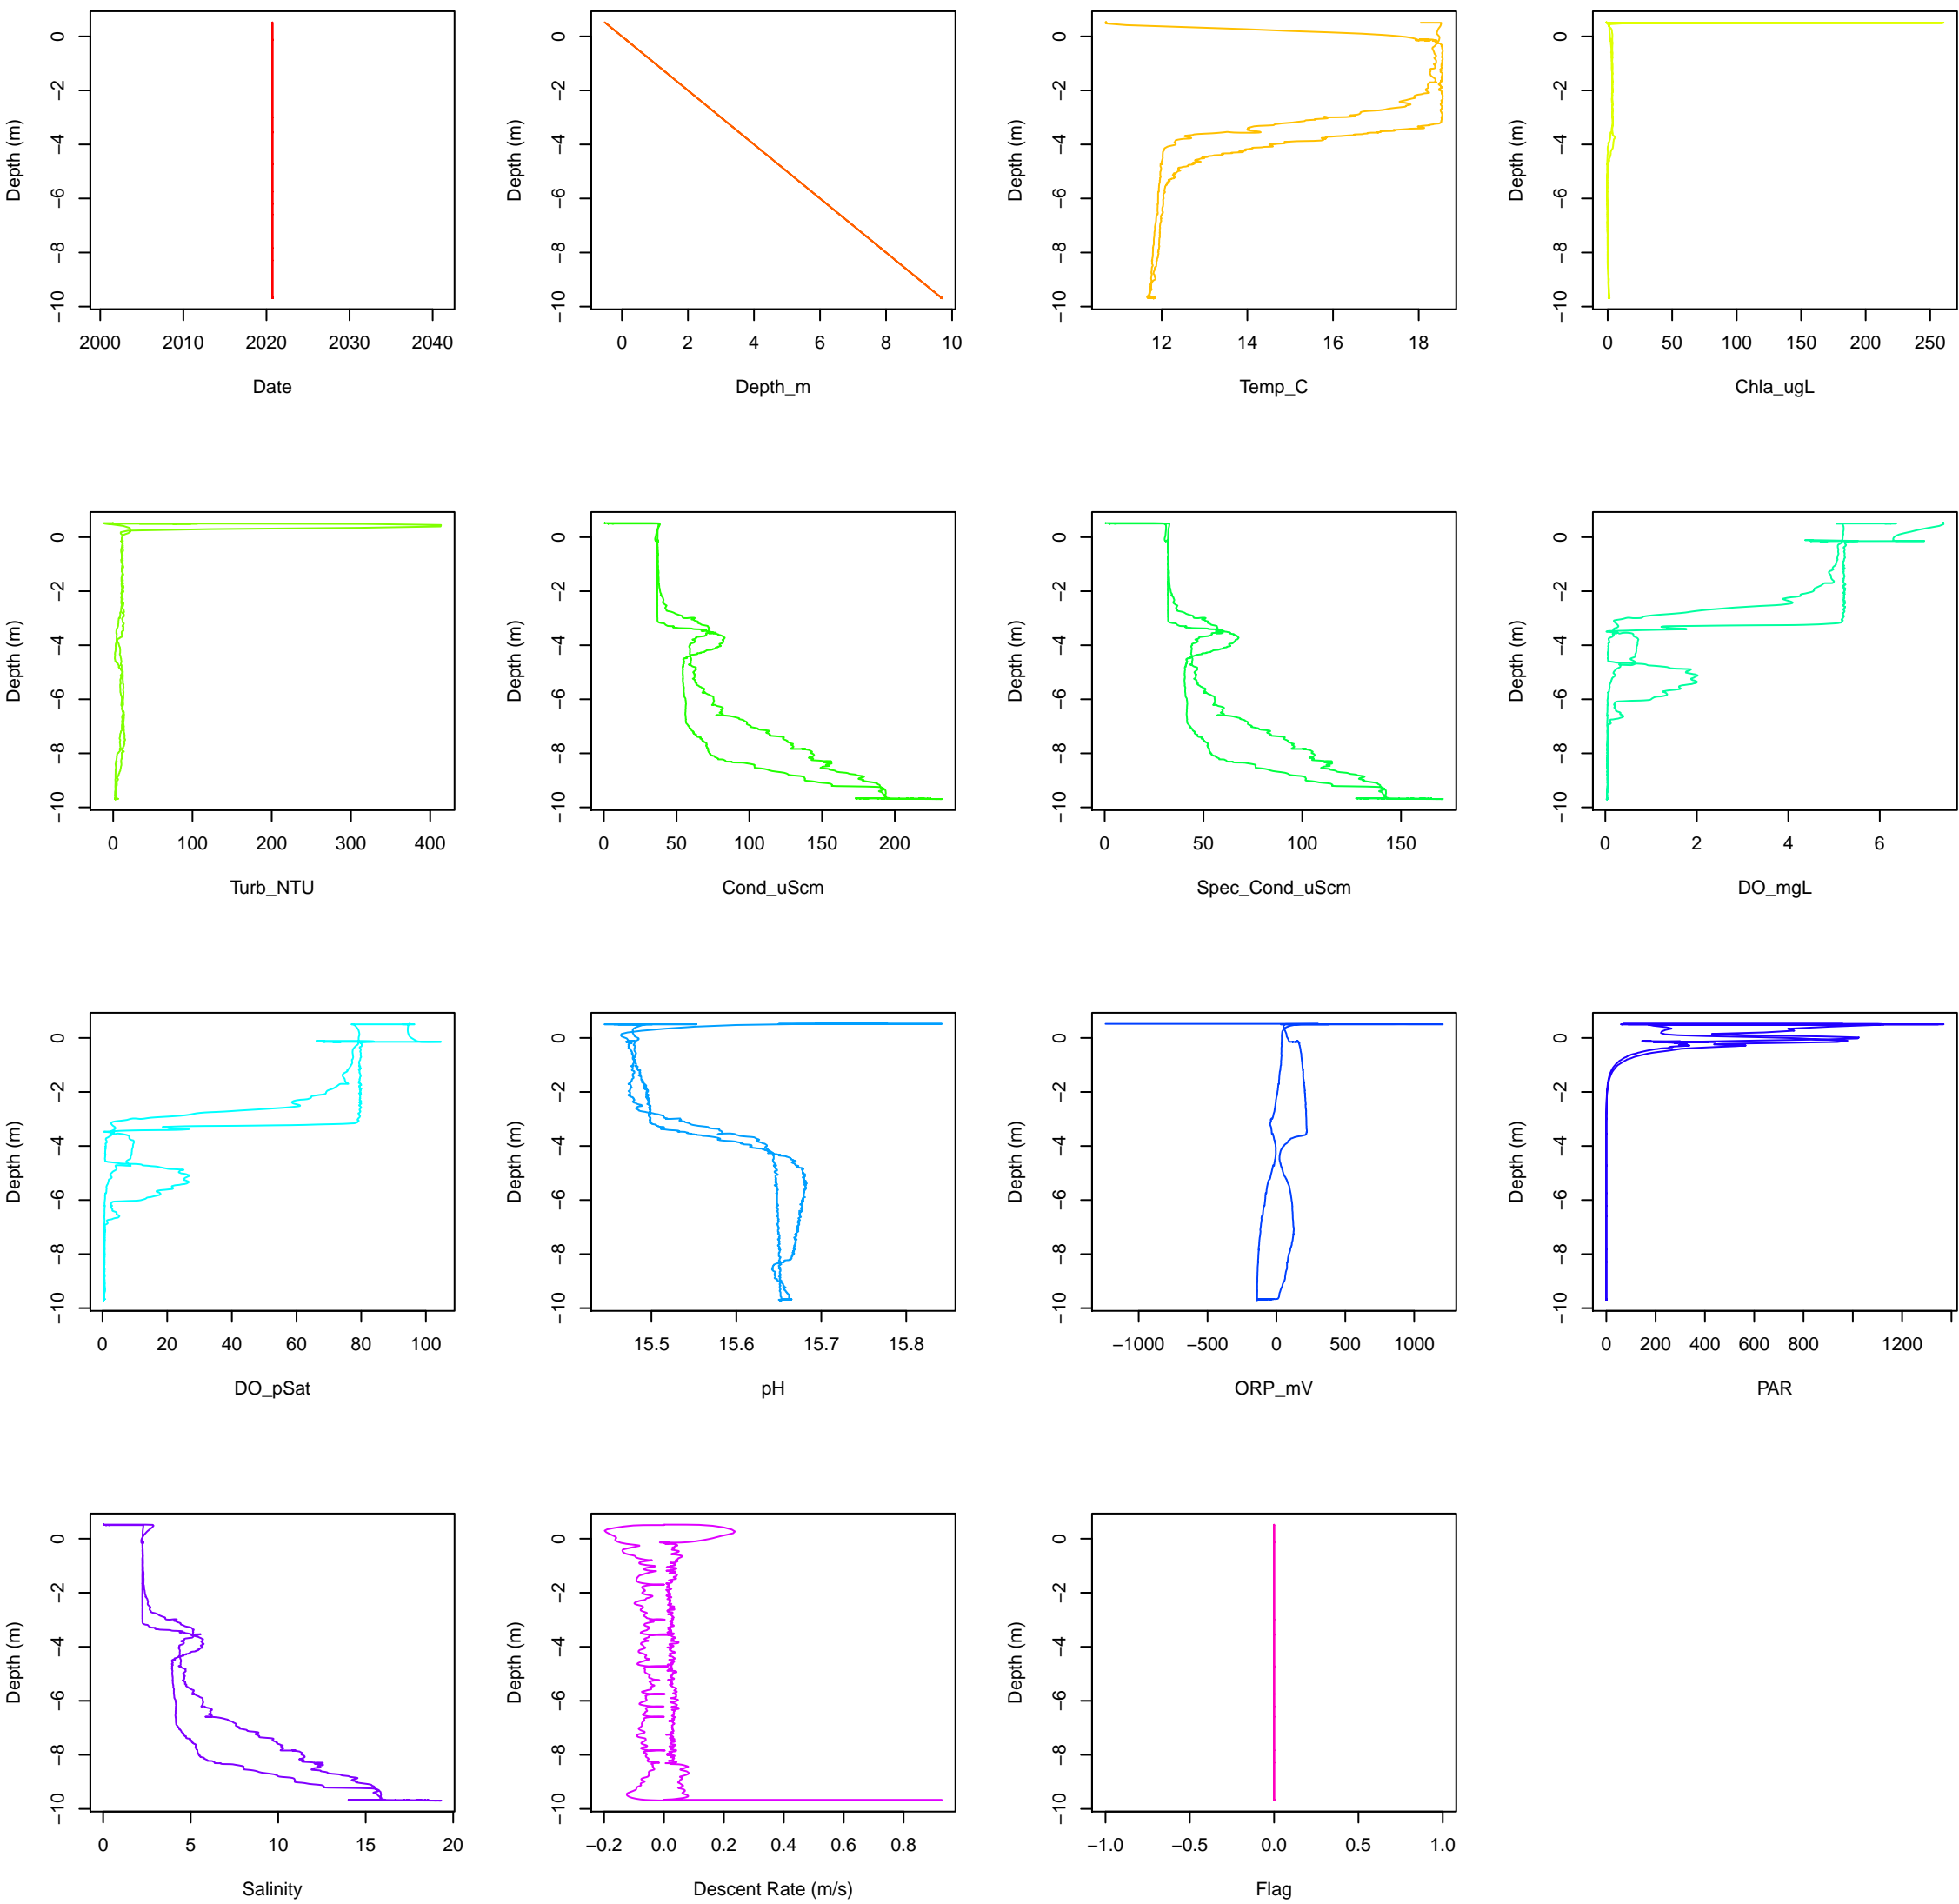 Depth (m)
0
−2
−4
−6
−8
−10
2000 2010 2020 2030 2040
Date
Depth (m)
0
−2
−4
−6
−8
−10
0 2 4 6 8 10
Depth_m
Depth (m)
0
−2
−4
−6
−8
−10
12 14 16 18
Temp_C
Depth (m)
0
−2
−4
−6
−8
−10
0 50 100 150 200 250
Chla_ugL
Depth (m)
0
−2
−4
−6
−8
−10
0 100 200 300 400
Turb_NTU
Depth (m)
0
−2
−4
−6
−8
−10
0 50 100 150 200
Cond_uScm
Depth (m)
0
−2
−4
−6
−8
−10
0 50 100 150
Spec_Cond_uScm
Depth (m)
0
−2
−4
−6
−8
−10
0 2 4 6
DO_mgL
Depth (m)
0
−2
−4
−6
−8
−10
0 20 40 60 80 100
DO_pSat
Depth (m)
0
−2
−4
−6
−8
−10
15.5 15.6 15.7 15.8
pH
Depth (m)
0
−2
−4
−6
−8
−10
−1000 −500 0 500 1000
ORP_mV
Depth (m)
0
−2
−4
−6
−8
−10
0 200 400 600 800 1200
PAR
Depth (m)
0
−2
−4
−6
−8
−10
0 5 10 15 20
Salinity
Depth (m)
0
−2
−4
−6
−8
−10
−0.2 0.0 0.2 0.4 0.6 0.8
Descent Rate (m/s)
Depth (m)
0
−2
−4
−6
−8
−10
−1.0 −0.5 0.0 0.5 1.0
Flag